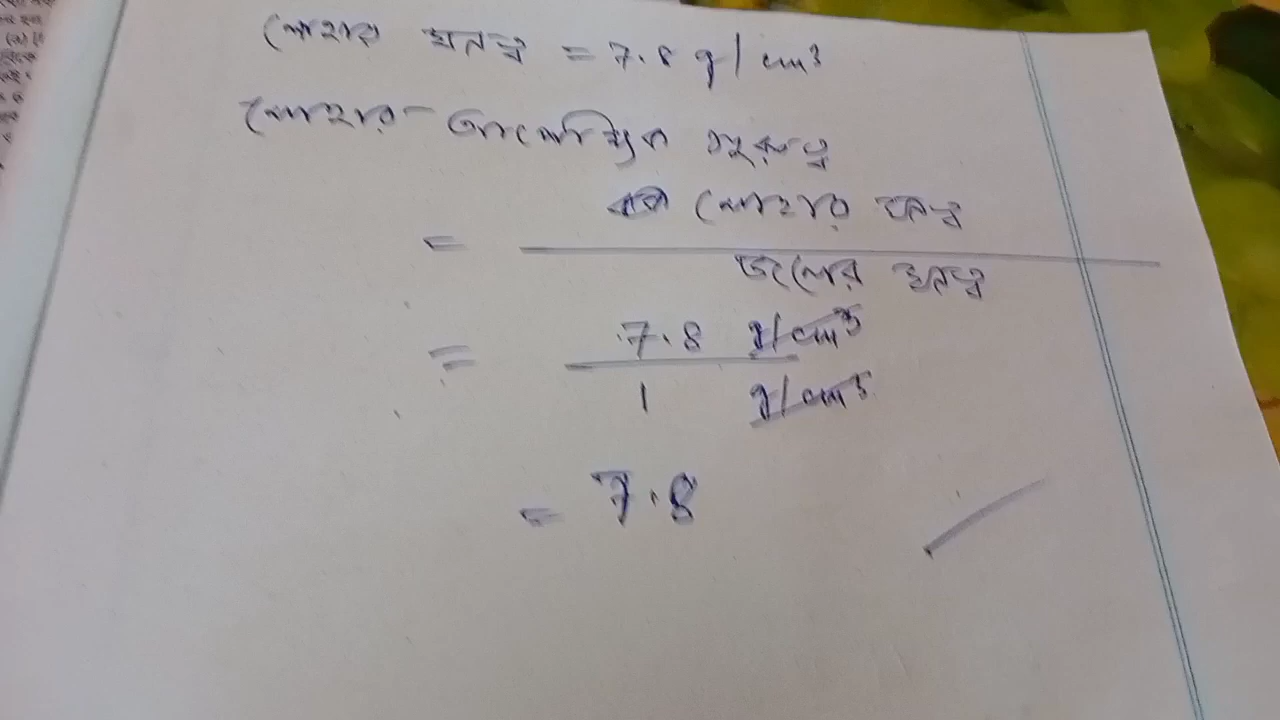 লোহার ঘনত্ব = 7.8 g/cm³
লোহার আপেক্ষিক গুরুত্ব
= লোহার ঘনত্ব
জলের ঘনত্ব
= 7.8 g/cm³
1 g/cm³
= 7.8